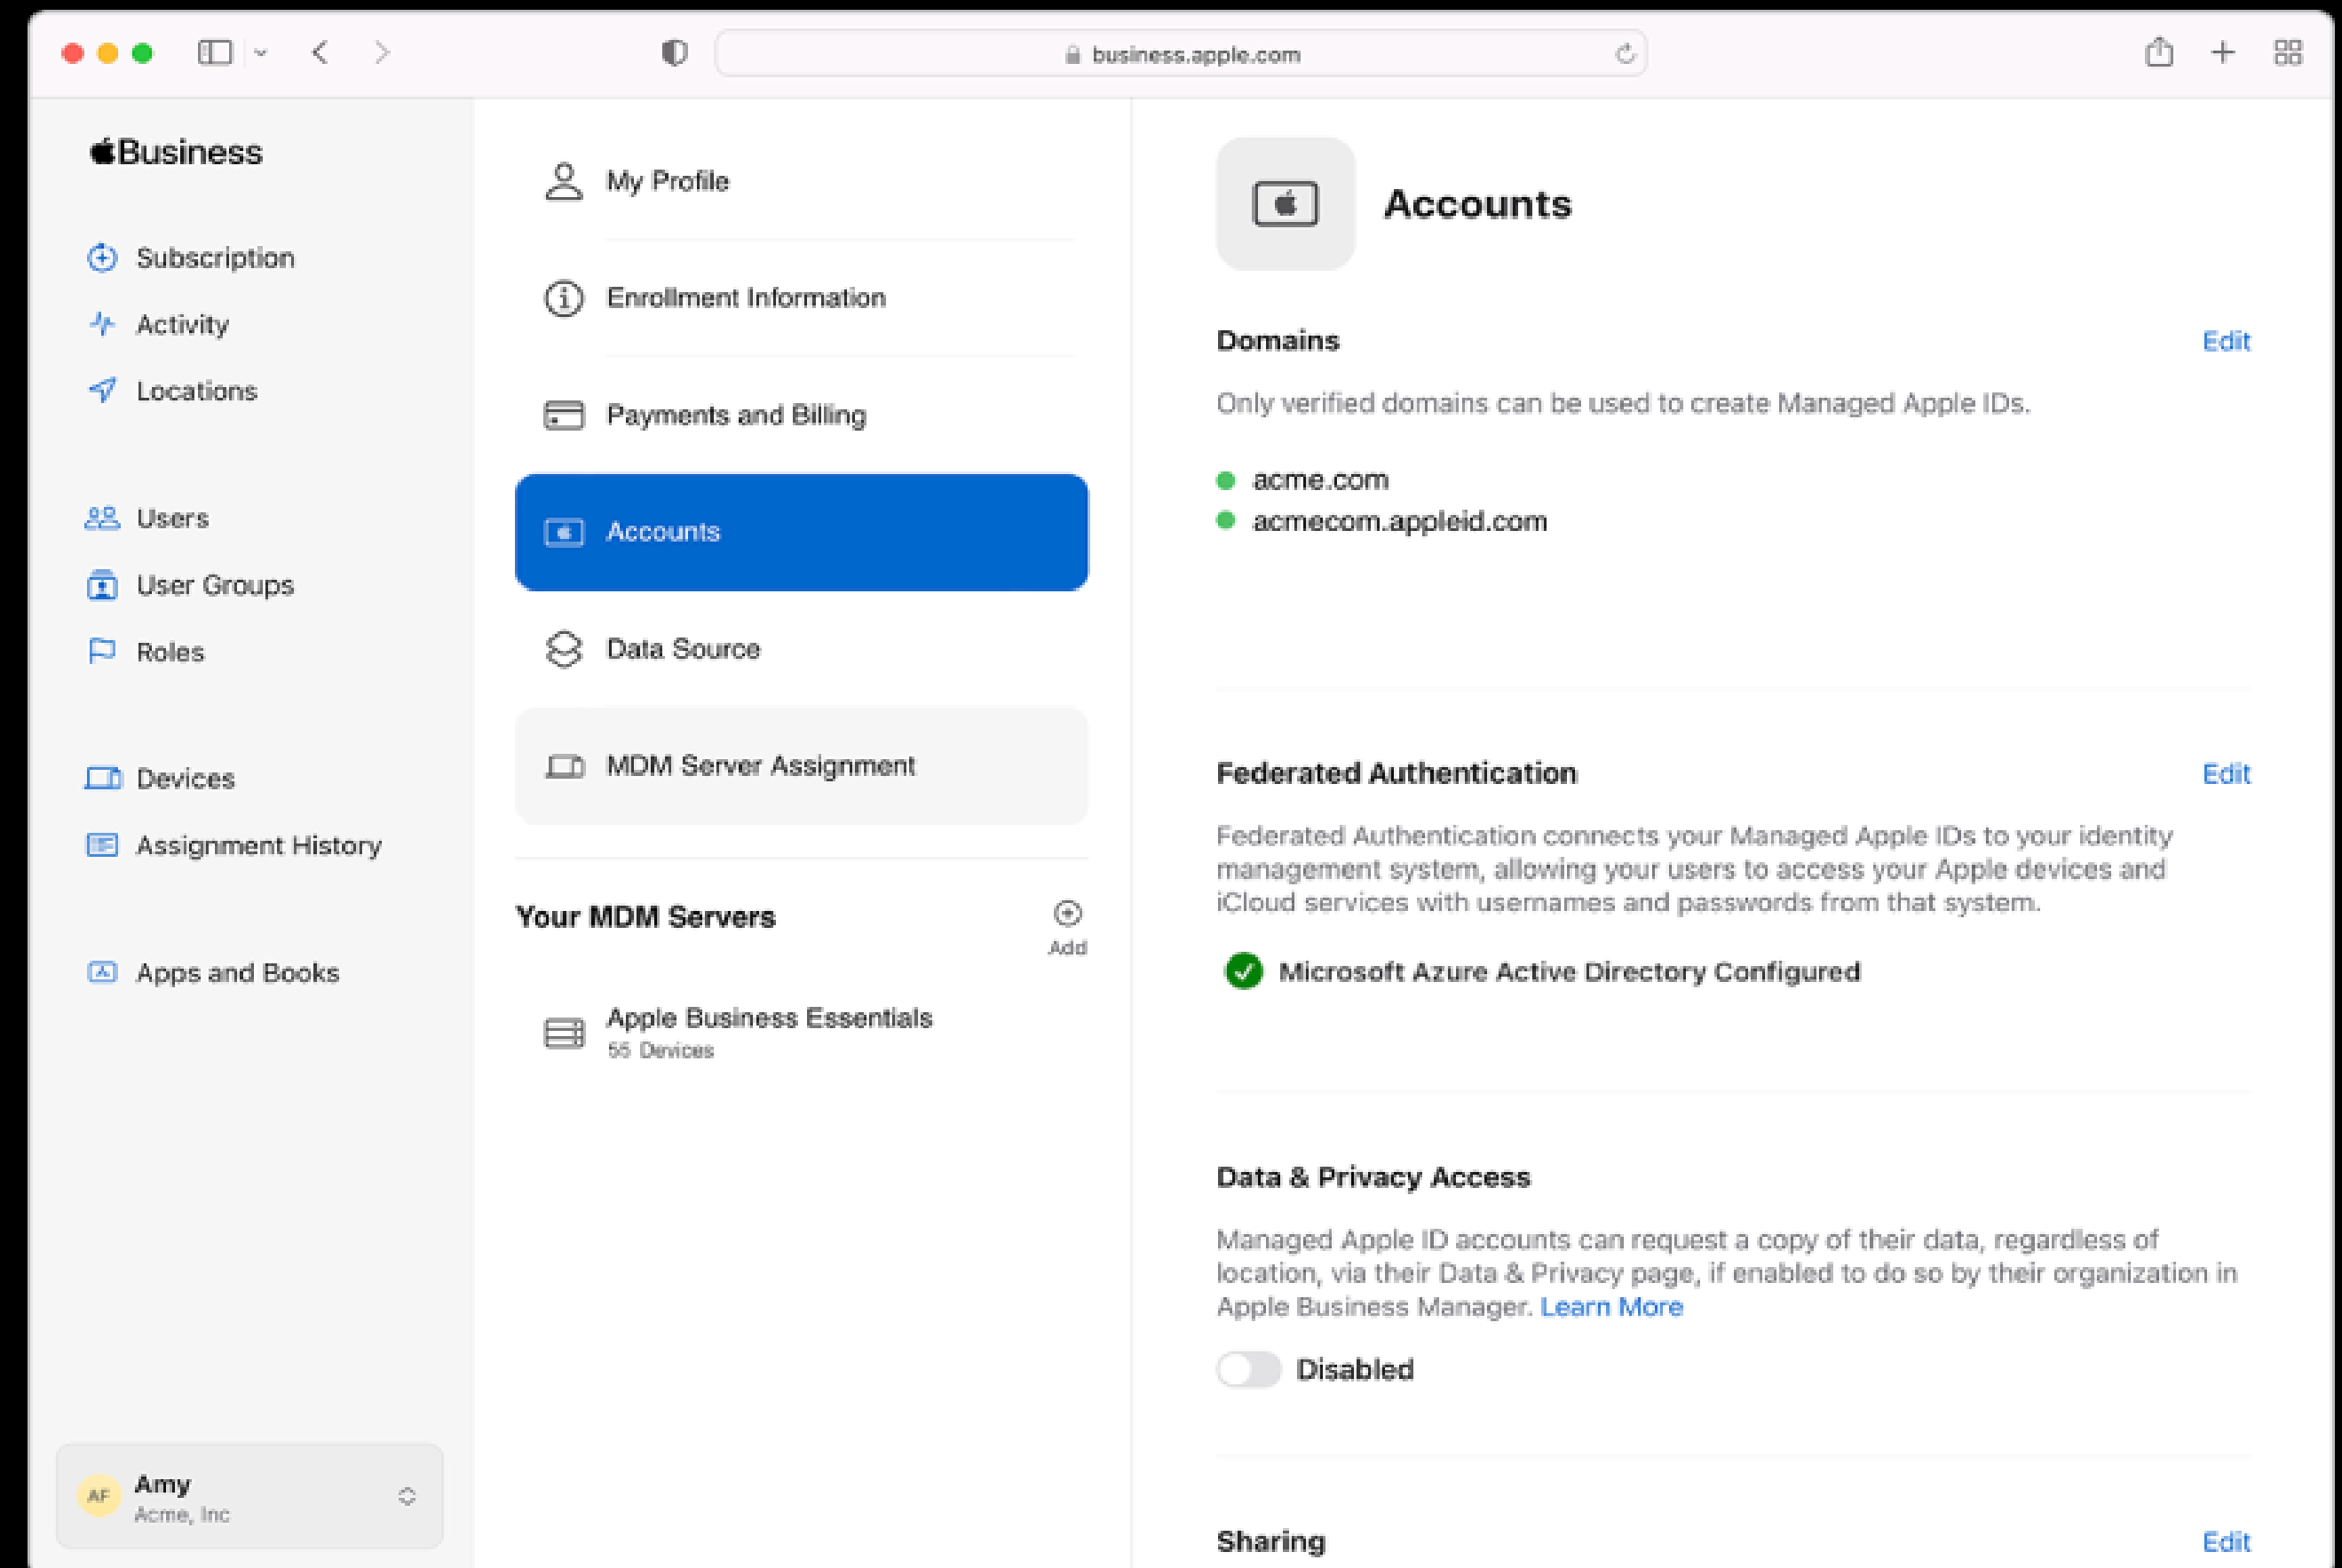 business.apple.com
Business
Subscription
Activity
Locations
Users
User Groups
Roles
Devices
Assignment History
Apps and Books
AF
Amy
Acme, Inc
My Profile
Enrollment Information
Payments and Billing
Accounts
Data Source
MDM Server Assignment
Your MDM Servers
Add
Apple Business Essentials
55 Devices
Accounts
Domains
Edit
Only verified domains can be used to create Managed Apple IDs.
acme.com
acmecom.appleid.com
Federated Authentication
Edit
Federated Authentication connects your Managed Apple IDs to your identity
management system, allowing your users to access your Apple devices and
iCloud services with usernames and passwords from that system.
Microsoft Azure Active Directory Configured
Data & Privacy Access
Managed Apple ID accounts can request a copy of their data, regardless of
location, via their Data & Privacy page, if enabled to do so by their organization in
Apple Business Manager. Learn More
Disabled
Sharing
Edit